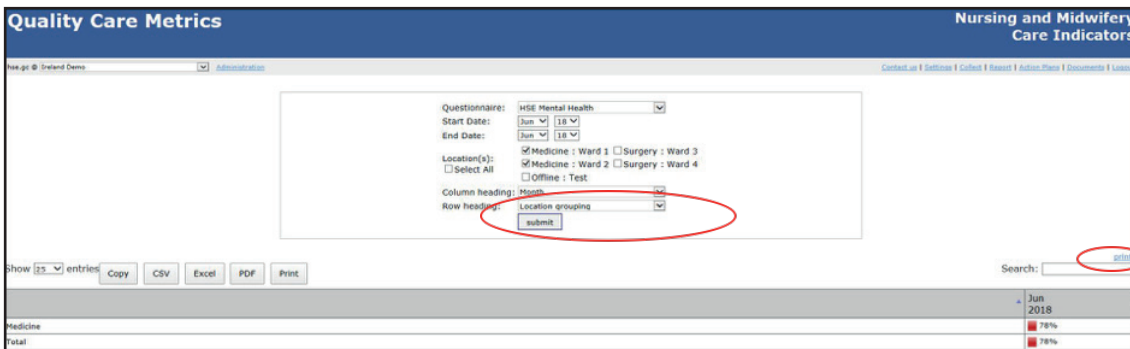 Quality Care Metrics
Nursing and Midwifery
Care Indicators
hse.gc @ Ireland Demo Administration
Contact us | Settings | Collect | Report | Action Plans | Documents | Logout
Questionnaire: HSE Mental Health
Start Date: Jun 18
End Date: Jun 18
Location(s): Medicine : Ward 1 Surgery : Ward 3
Select All Medicine : Ward 2 Surgery : Ward 4
Offline : Test
Column heading: Month
Row heading: Location grouping
submit
print
Show 25 entries Copy CSV Excel PDF Print Search:
Jun
2018
Medicine 78%
Total 78%